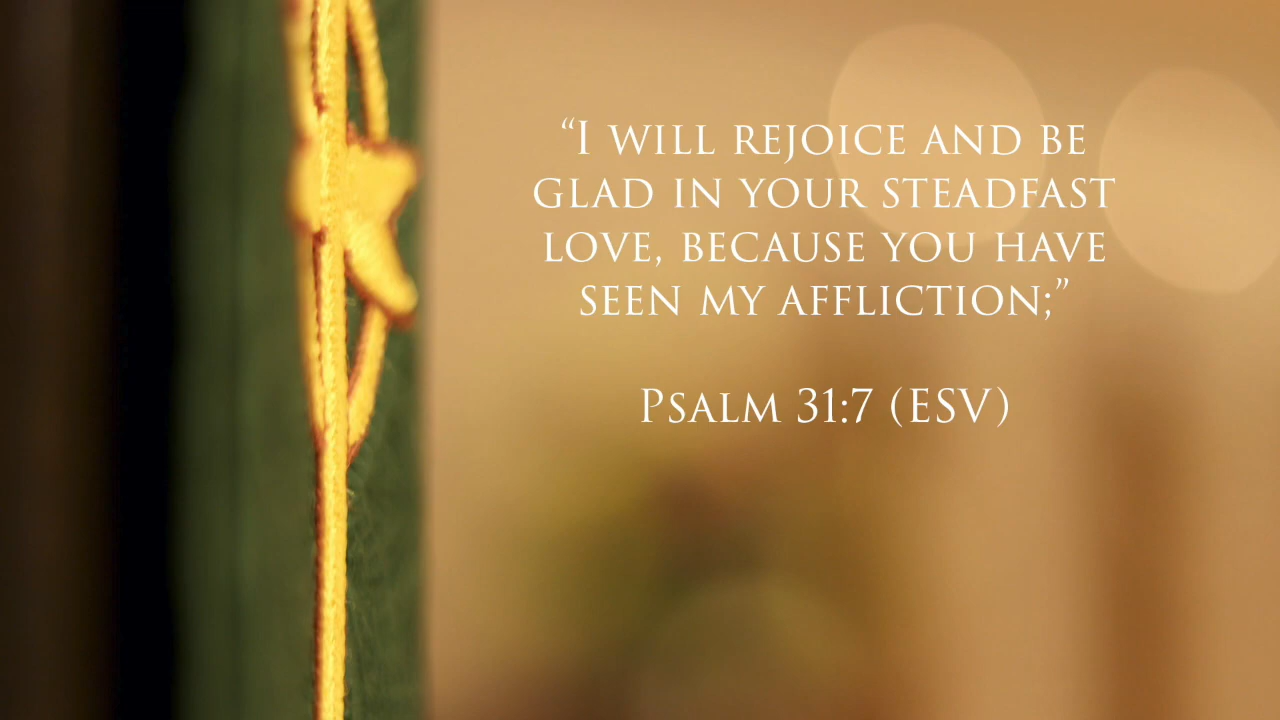 “I will rejoice and be
glad in your steadfast
love, because you have
seen my affliction;”
Psalm 31:7 (ESV)